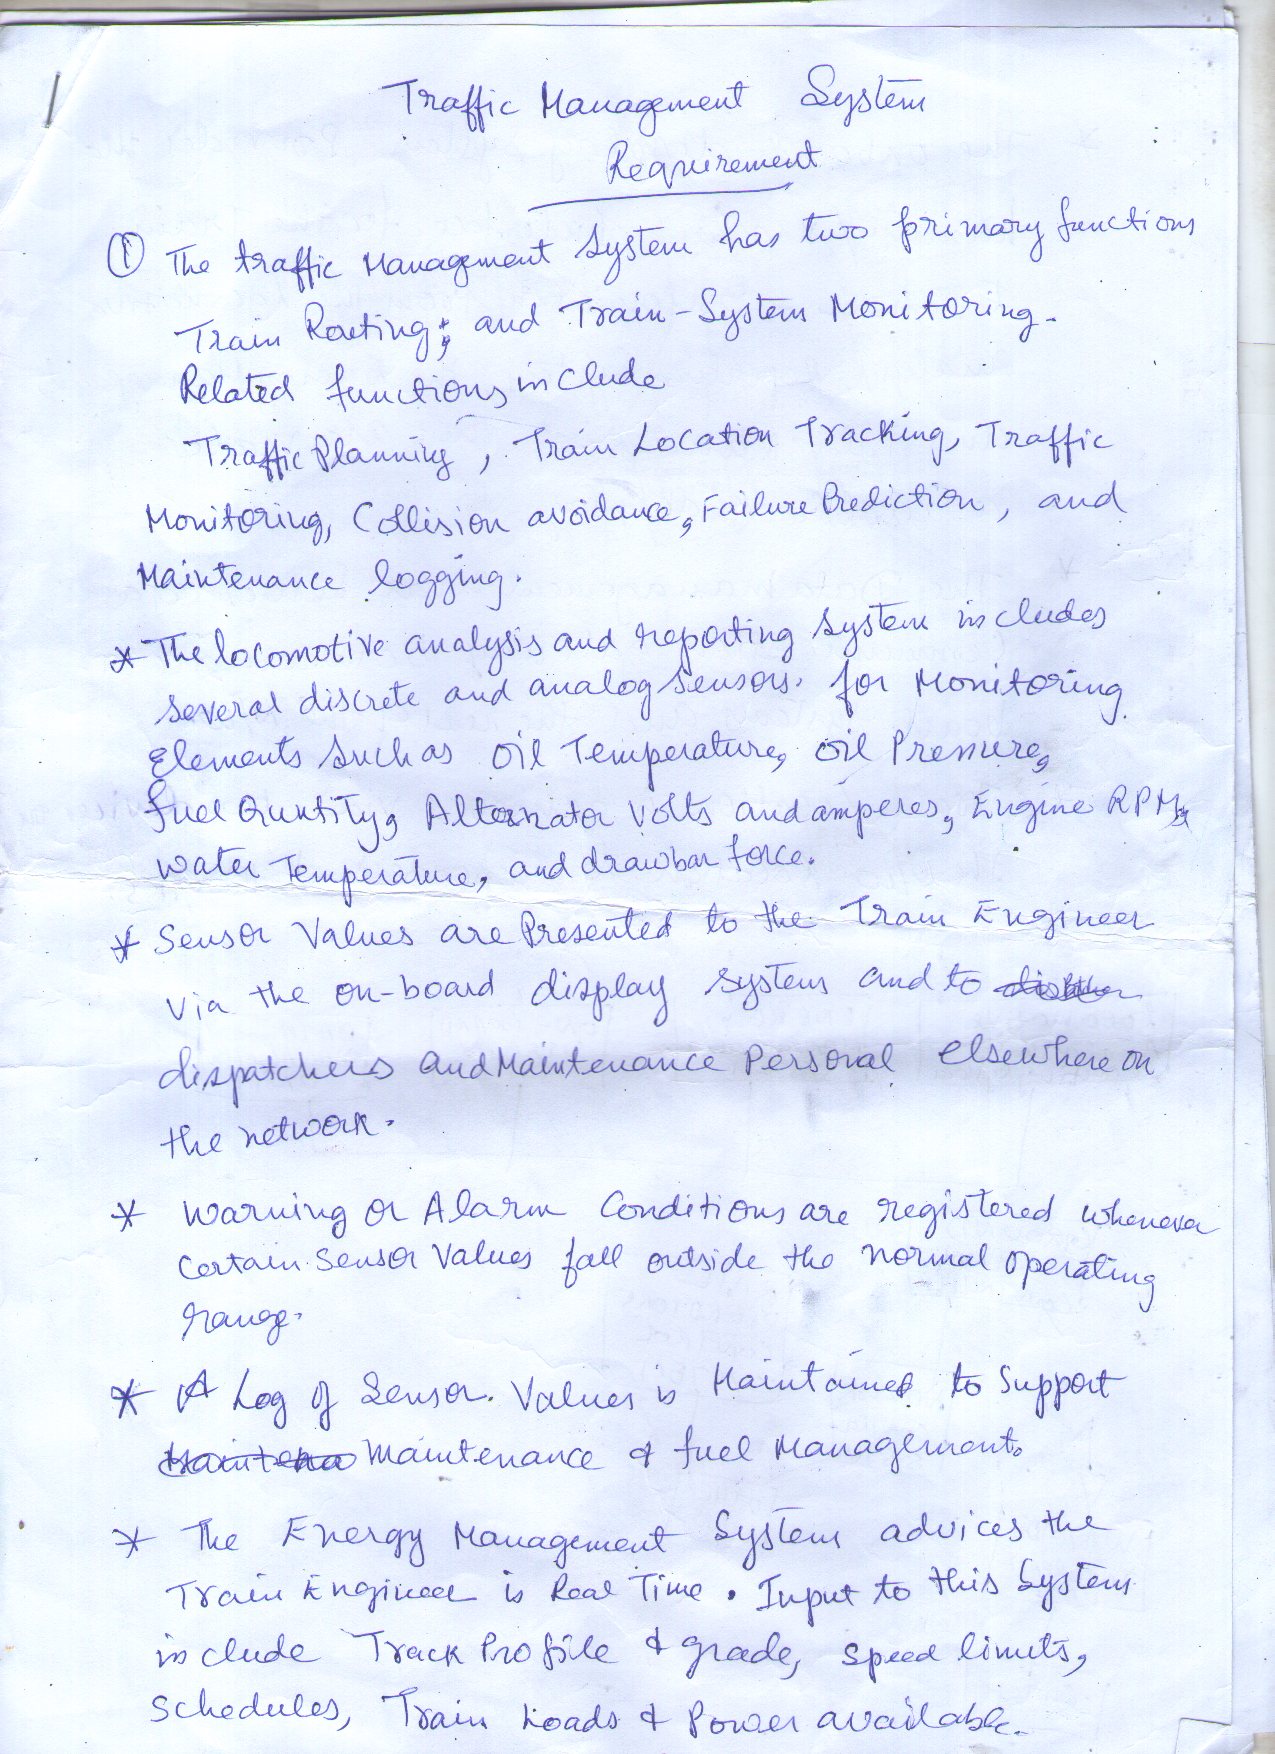 Traffic Management System
Requirement
① The traffic Management System has two primary functions
Train Routing; and Train-System Monitoring.
Related functions include
Traffic Planning, Train Location Tracking, Traffic
Monitoring, Collision avoidance, Failure Prediction, and
Maintenance logging.
* The locomotive analysis and reporting system includes
several discrete and analog sensors. for Monitoring
Elements such as oil Temperature, oil Pressure,
fuel Quntity, Alternator Volts and amperes, Engine RPM,
water Temperature, and drawbar force.
* Sensor Values are Presented to the Train Engineer
via the on-board display system and to
dispatchers and Maintenance Personal elsewhere on
the network.
* Warning or Alarm Conditions are registered whenever
certain sensor Values fall outside the normal operating
range.
* A Log of Sensor. Values is Maintained to Support
Maintenance & fuel Management.
* The Energy Management System advices the
Train Engineer is Real Time. Input to this System
include Track Profile & grade, speed limits,
schedules, Train Loads & Power available.